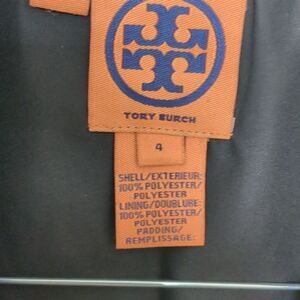 TORY BURCH
4
SHELL/EXTERIEUR:
100% POLYESTER/
POLYESTER
LINING/DOUBLURE:
100% POLYESTER/
POLYESTER
PADDING/
REMPLISSAGE: